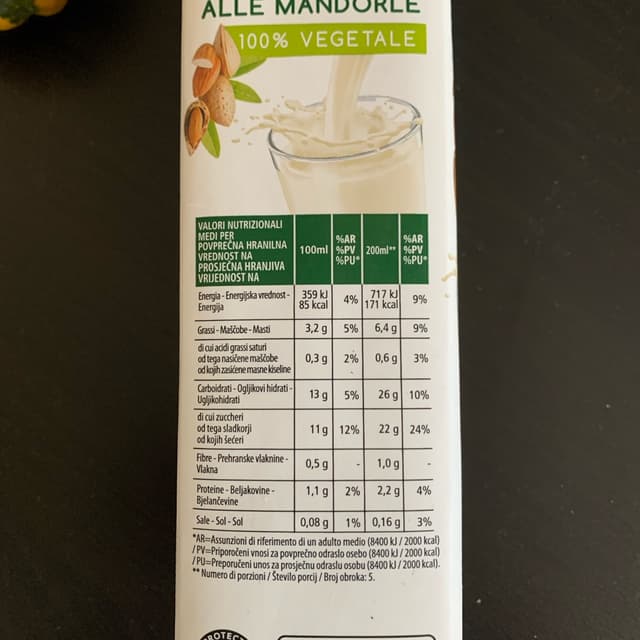 ALLE MANDORLE
100% VEGETALE
VALORI NUTRIZIONALI
MEDI PER
POVPREČNA HRANILNA
VREDNOST NA
PROSJEČNA HRANJIVA
VRIJEDNOST NA
100ml
%AR
%PV
%PU*
200ml**
%AR
%PV
%PU*
Energia - Energijska vrednost -
Energija
359 kJ
85 kcal
4%
717 kJ
171 kcal
9%
Grassi - Maščobe - Masti
3,2 g
5%
6,4 g
9%
di cui acidi grassi saturi
od tega nasičene maščobe
od kojih zasićene masne kiseline
0,3 g
2%
0,6 g
3%
Carboidrati - Ogljikovi hidrati -
Ugljikohidrati
13 g
5%
26 g
10%
di cui zuccheri
od tega sladkorji
od kojih šećeri
11 g
12%
22 g
24%
Fibre - Prehranske vlaknine -
Vlakna
0,5 g
-
1,0 g
-
Proteine - Beljakovine -
Bjelančevine
1,1 g
2%
2,2 g
4%
Sale - Sol - Sol
0,08 g
1%
0,16 g
3%
*AR=Assunzioni di riferimento di un adulto medio (8400 kJ / 2000 kcal)
/ PV=Priporočeni vnosi za povprečno odraslo osebo (8400 kJ / 2000 kcal)
/ PU=Preporučeni unos za prosječnu odraslu osobu (8400 kJ / 2000 kcal).
** Numero di porzioni / Število porcij / Broj obroka: 5.